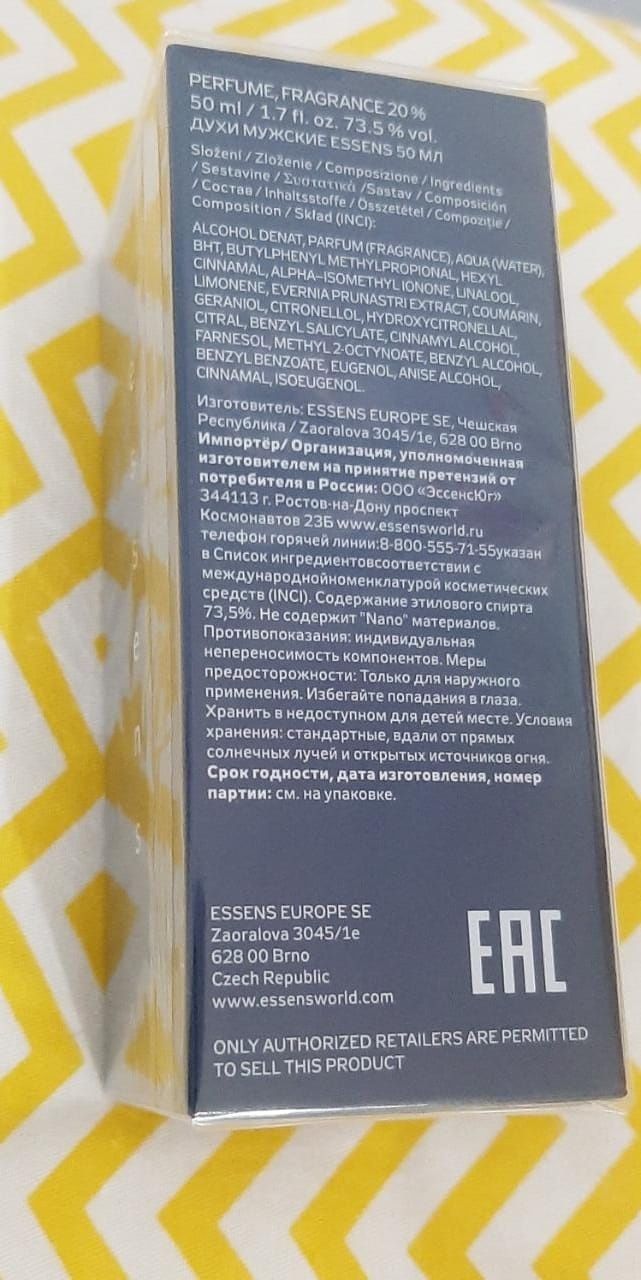 PERFUME, FRAGRANCE 20%
50 ml / 1.7 fl. oz. 73.5 % vol.
ДУХИ МУЖСКИЕ ESSENS 50 МЛ
Složení / Zloženie / Composizione / Ingredients
/ Sestavine / Συστατικά /Sastav / Composición
/ Состав / Inhaltsstoffe / Összetétel / Compoziție /
Composition / Skład (INCI):
ALCOHOL DENAT, PARFUM (FRAGRANCE), AQUA (WATER),
BHT, BUTYLPHENYL METHYLPROPIONAL, HEXYL
CINNAMAL, ALPHA-ISOMETHYL IONONE, LINALOOL,
LIMONENE, EVERNIA PRUNASTRI EXTRACT, COUMARIN,
GERANIOL, CITRONELLOL, HYDROXYCITRONELLAL,
CITRAL, BENZYL SALICYLATE, CINNAMYL ALCOHOL,
FARNESOL, METHYL 2-OCTYNOATE, BENZYL ALCOHOL,
BENZYL BENZOATE, EUGENOL, ANISE ALCOHOL,
CINNAMAL, ISOEUGENOL.
Изготовитель: ESSENS EUROPE SE, Чешская
Республика / Zaoralova 3045/1e, 628 00 Brno
Импортёр/ Организация, уполномоченная
изготовителем на принятие претензий от
потребителя в России: ООО «ЭссенсЮг»
344113 г. Ростов-на-Дону проспект
Космонавтов 23Б www.essensworld.ru
телефон горячей линии:8-800-555-71-55указан
в Список ингредиентовсоответствии с
международнойноменклатурой косметических
средств (INCI). Содержание этилового спирта
73,5%. Не содержит "Nano" материалов.
Противопоказания: индивидуальная
непереносимость компонентов. Меры
предосторожности: Только для наружного
применения. Избегайте попадания в глаза.
Хранить в недоступном для детей месте. Условия
хранения: стандартные, вдали от прямых
солнечных лучей и открытых источников огня.
Срок годности, дата изготовления, номер
партии: см. на упаковке.
ESSENS EUROPE SE
Zaoralova 3045/1e
628 00 Brno
Czech Republic
www.essensworld.com
EAC
ONLY AUTHORIZED RETAILERS ARE PERMITTED
TO SELL THIS PRODUCT